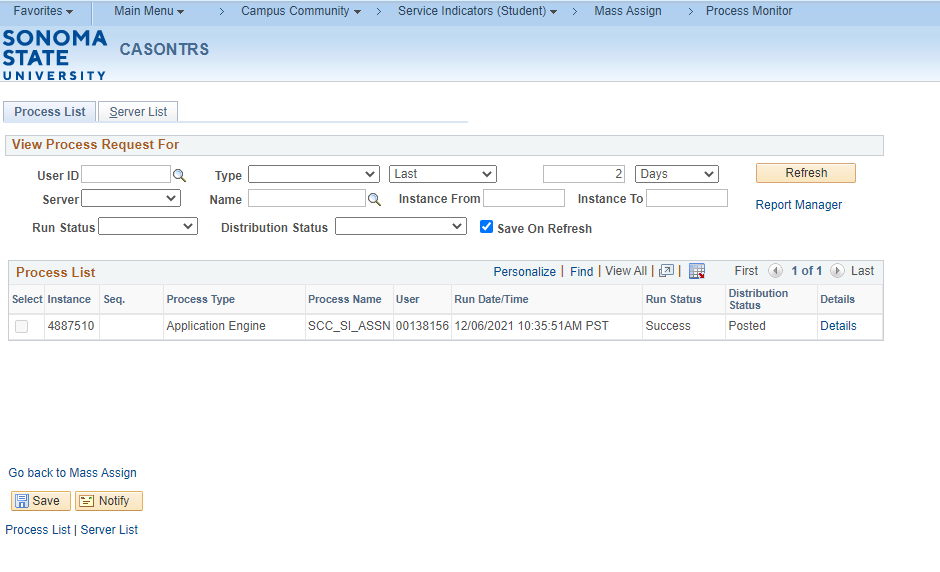 Favorites Main Menu > Campus Community > Service Indicators (Student) > Mass Assign > Process Monitor
SONOMA
STATE
UNIVERSITY
CASONTRS
Process List Server List
View Process Request For
User ID Type Last 2 Days Refresh
Server Name Instance From Instance To Report Manager
Run Status Distribution Status Save On Refresh
Process List Personalize | Find | View All | | First 1 of 1 Last
Select Instance Seq. Process Type Process Name User Run Date/Time Run Status Distribution Status Details
4887510 Application Engine SCC_SI_ASSN 00138156 12/06/2021 10:35:51AM PST Success Posted Details
Go back to Mass Assign
Save Notify
Process List | Server List